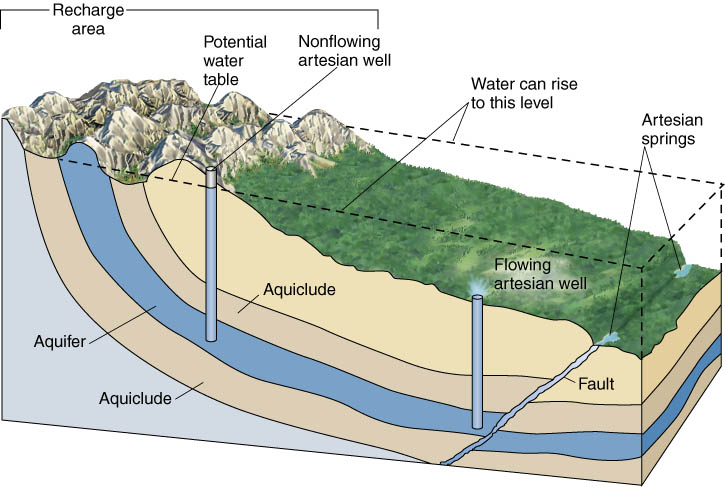 Recharge
area
Potential
water
table
Nonflowing
artesian well
Water can rise
to this level
Artesian
springs
Flowing
artesian well
Aquiclude
Aquifer
Aquiclude
Fault